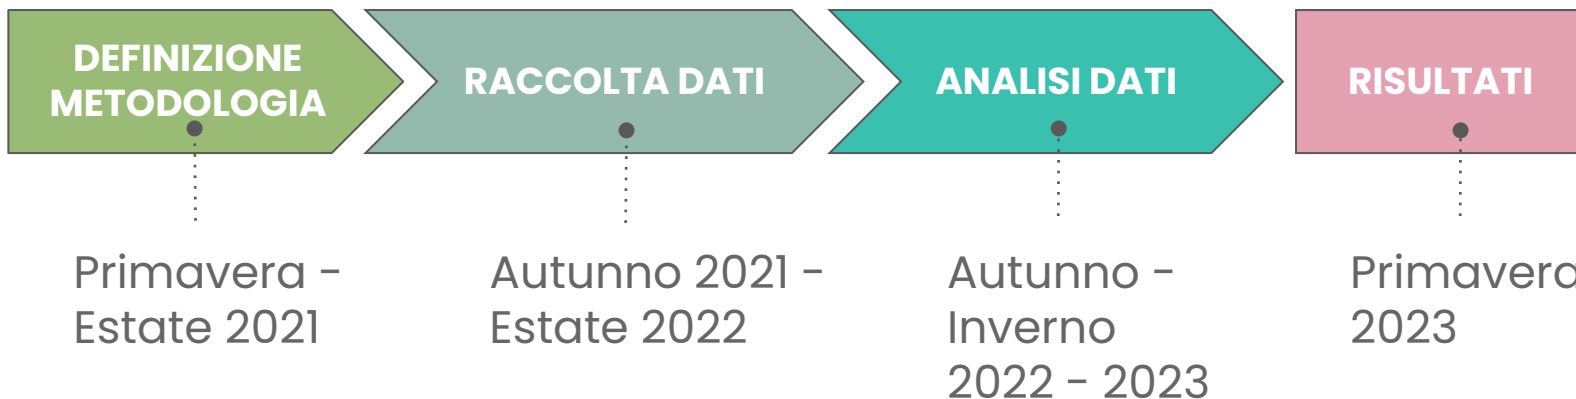 DEFINIZIONE
METODOLOGIA
RACCOLTA DATI
ANALISI DATI
RISULTATI
Primavera -
Estate 2021
Autunno 2021 -
Estate 2022
Autunno -
Inverno
2022 - 2023
Primavera
2023